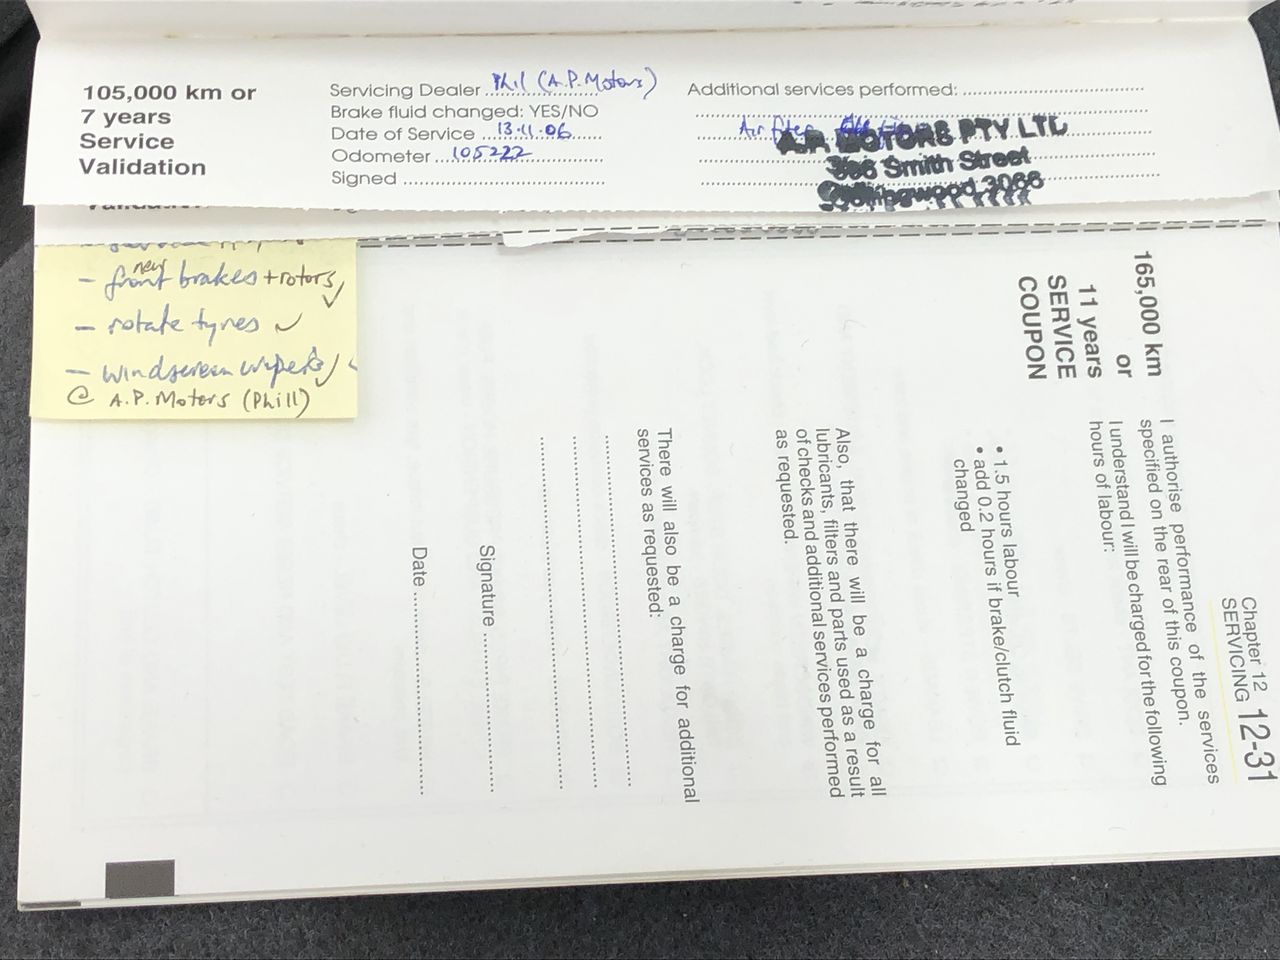 105,000 km or
7 years
Service
Validation
Servicing Dealer Phil (A.P. Motors)
Brake fluid changed: YES/NO
Date of Service 13.11.06
Odometer 105222
Signed
Additional services performed:
Air filter
A.P. MOTORS PTY LTD
366 Smith Street
Collingwood 3066
- new front brakes + rotors ✓
- rotate tyres ✓
- windscreen wipers ✓
@ A.P. Motors (Phill)
Chapter 12
SERVICING 12-31
165,000 km
or
11 years
SERVICE
COUPON
I authorise performance of the services
specified on the rear of this coupon.
I understand I will be charged for the following
hours of labour:
• 1.5 hours labour
• add 0.2 hours if brake/clutch fluid
changed
Also, that there will be a charge for all
lubricants, filters and parts used as a result
of checks and additional services performed
as requested.
There will also be a charge for additional
services as requested:
Signature
Date